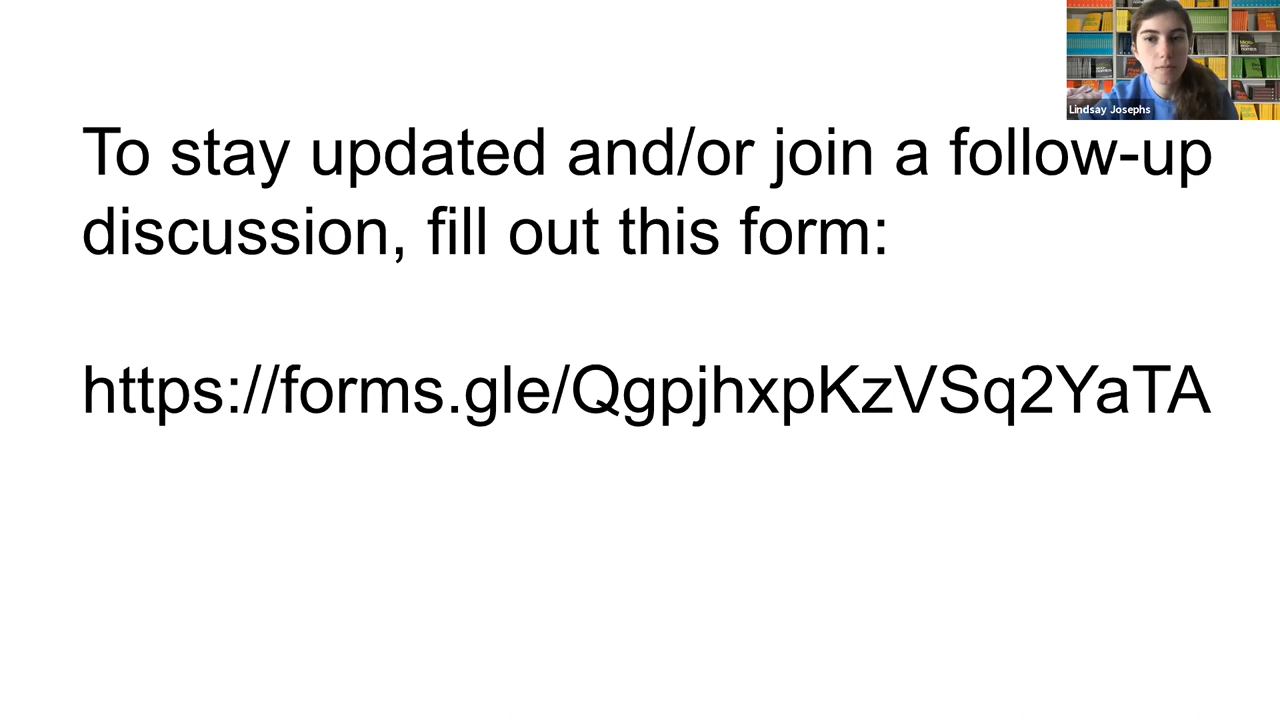 To stay updated and/or join a follow-up
discussion, fill out this form:
https://forms.gle/QgpjhxpKzVSq2YaTA
Lindsay Josephs